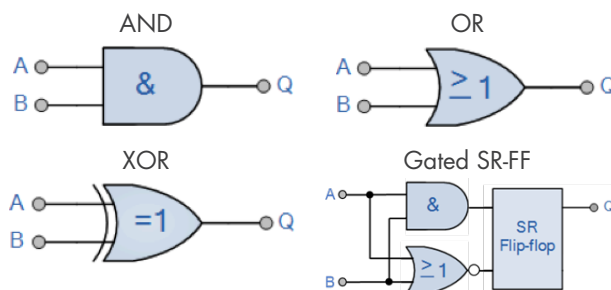 AND
A
&
Q
B
OR
A
≥ 1
Q
B
XOR
A
=1
Q
B
Gated SR-FF
A
&
Q
SR
Flip-flop
≥ 1
B